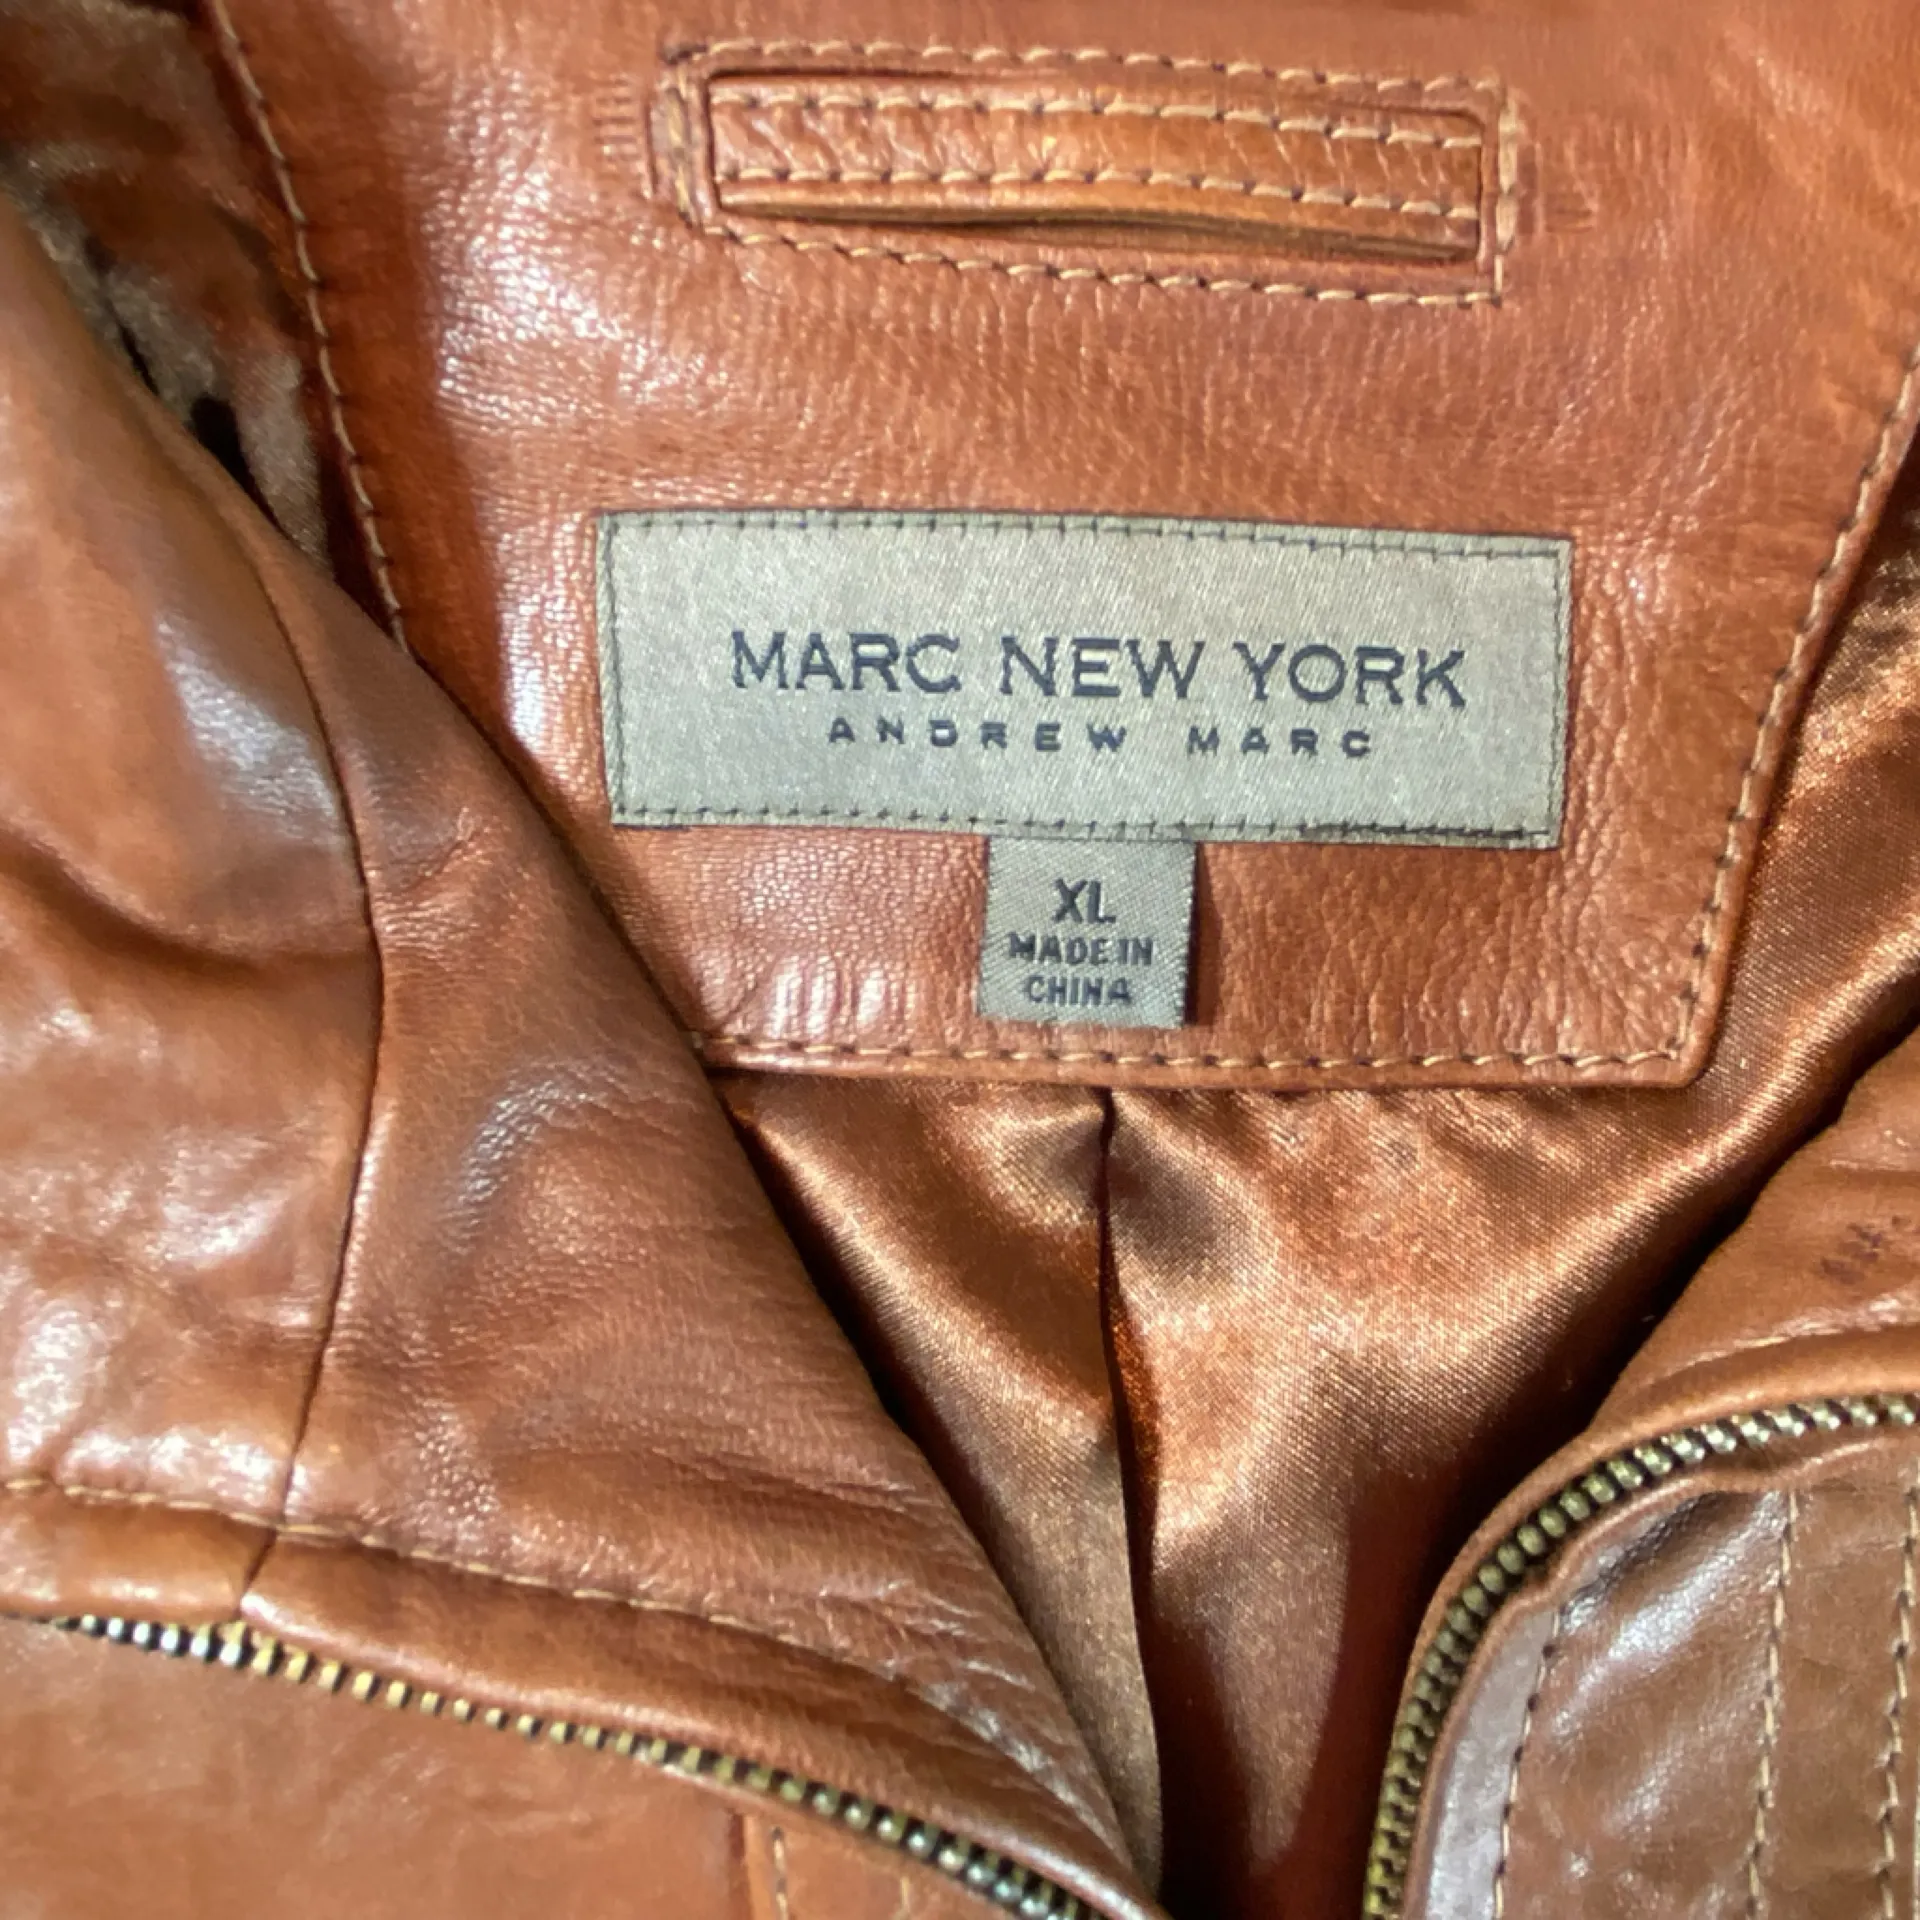 MARC NEW YORK
ANDREW MARC
XL
MADE IN
CHINA